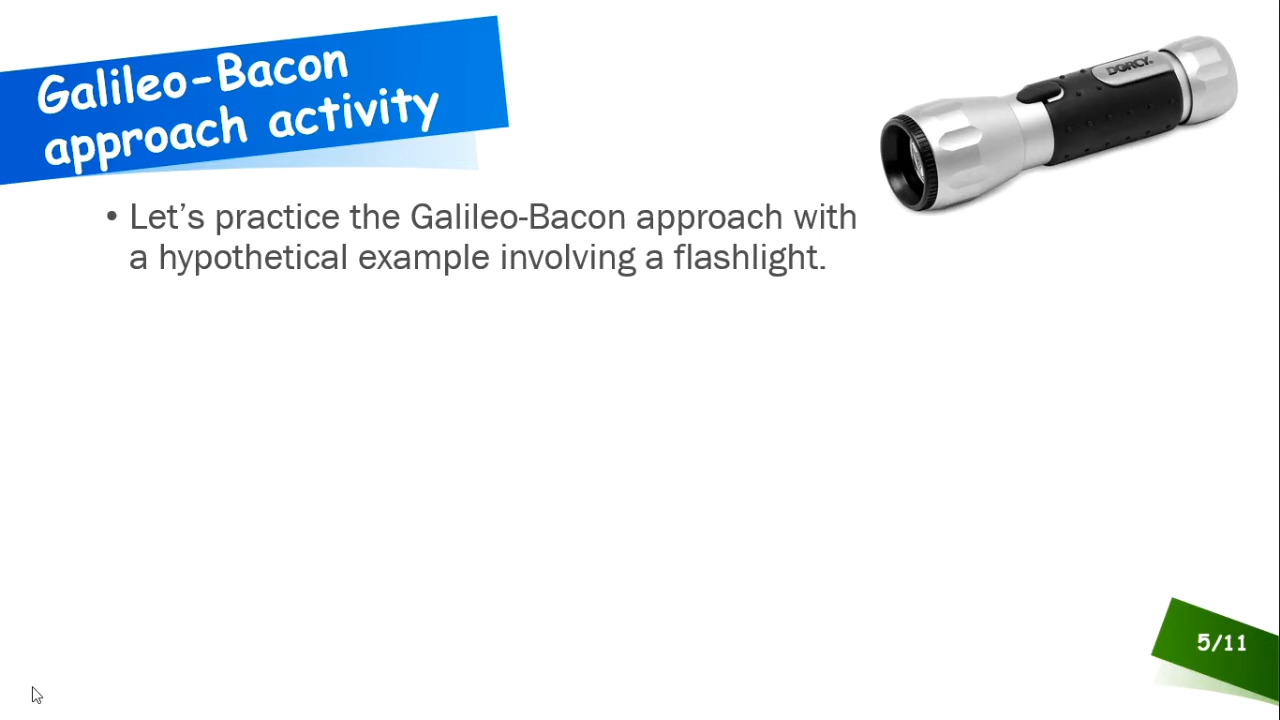 Galileo-Bacon
approach activity
DORCY
• Let’s practice the Galileo-Bacon approach with
a hypothetical example involving a flashlight.
5/11